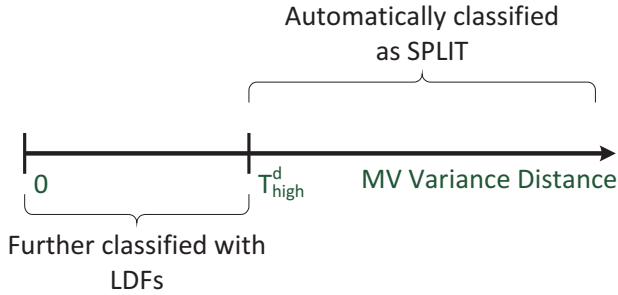 Automatically classified
as SPLIT
0
T^d_high
MV Variance Distance
Further classified with
LDFs